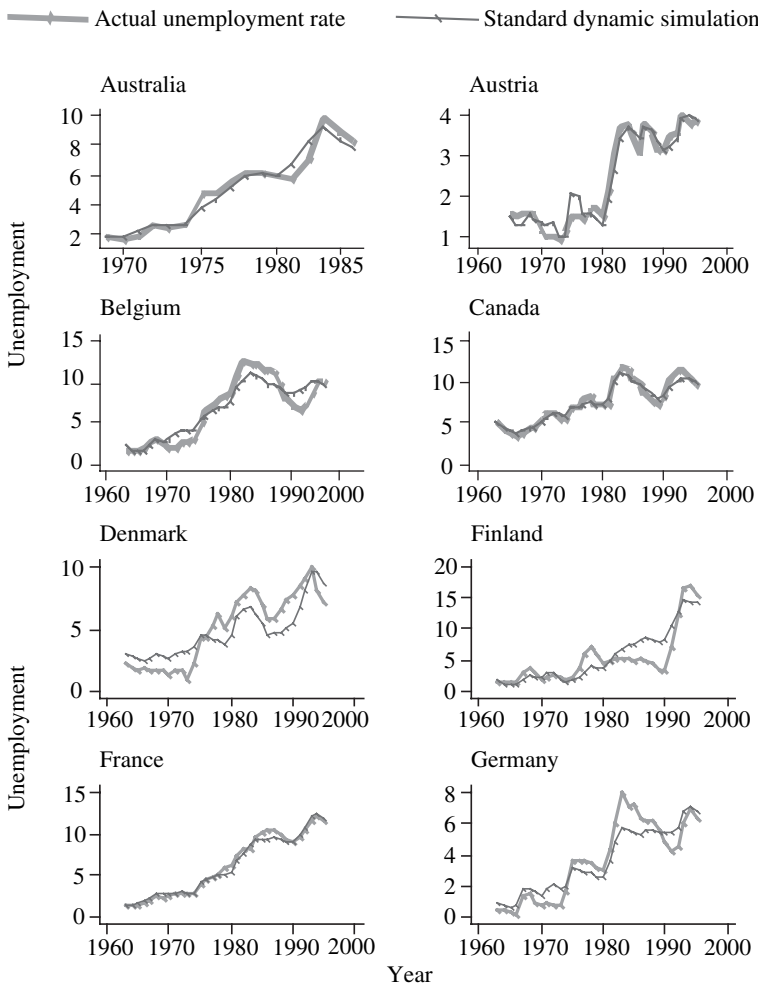 Actual unemployment rate
Standard dynamic simulation
Australia
Austria
10
8
6
4
2
1970 1975 1980 1985
4
3
2
1
1960 1970 1980 1990 2000
Unemployment
Belgium
Canada
15
10
5
0
1960 1970 1980 1990 2000
15
10
5
0
1960 1970 1980 1990 2000
Denmark
Finland
10
5
0
1960 1970 1980 1990 2000
20
15
10
5
0
1960 1970 1980 1990 2000
Unemployment
France
Germany
15
10
5
0
1960 1970 1980 1990 2000
8
6
4
2
0
1960 1970 1980 1990 2000
Year